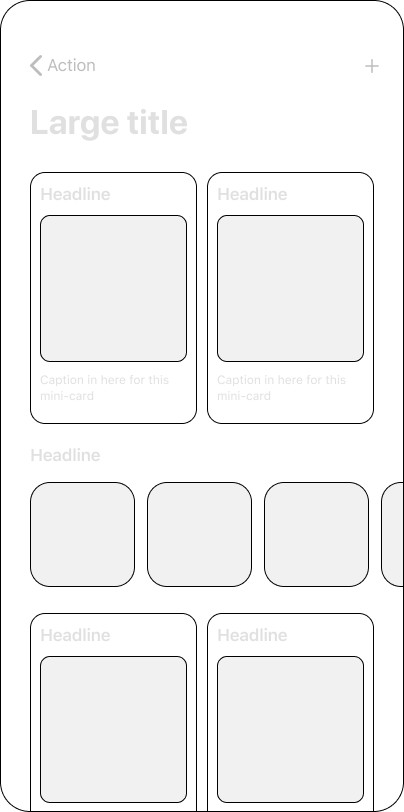 Action
Large title
Headline
Headline
Caption in here for this
mini-card
Caption in here for this
mini-card
Headline
Headline
Headline